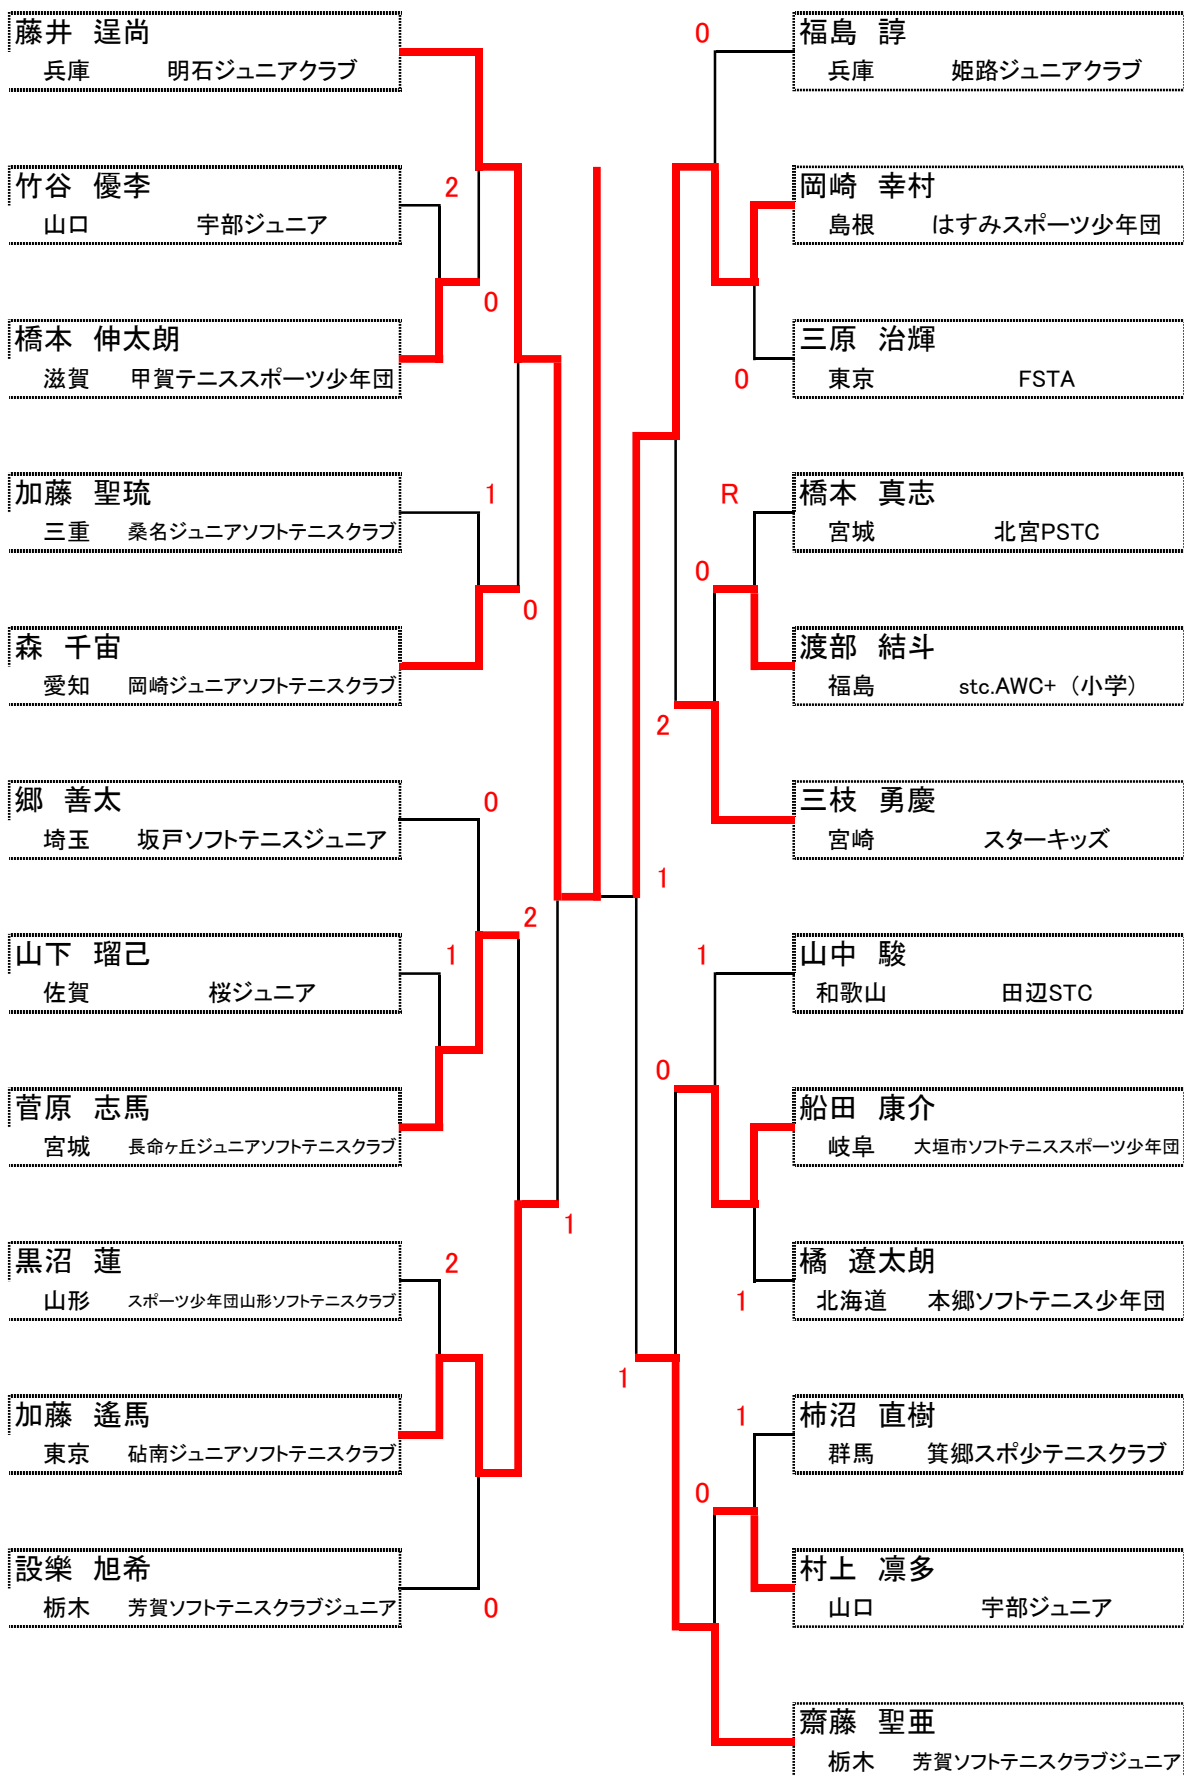 藤井 逞尚
兵庫 明石ジュニアクラブ
2
竹谷 優李
山口 宇部ジュニア
0
橋本 伸太朗
滋賀 甲賀テニススポーツ少年団
1
加藤 聖琉
三重 桑名ジュニアソフトテニスクラブ
0
森 千宙
愛知 岡崎ジュニアソフトテニスクラブ
0
郷 善太
埼玉 坂戸ソフトテニスジュニア
2
1
山下 瑠己
佐賀 桜ジュニア
菅原 志馬
宮城 長命ヶ丘ジュニアソフトテニスクラブ
1
2
黒沼 蓮
山形 スポーツ少年団山形ソフトテニスクラブ
加藤 遙馬
東京 砧南ジュニアソフトテニスクラブ
設樂 旭希
栃木 芳賀ソフトテニスクラブジュニア
0
0
福島 諄
兵庫 姫路ジュニアクラブ
岡崎 幸村
島根 はすみスポーツ少年団
三原 治輝
東京 FSTA
0
R
橋本 真志
宮城 北宮PSTC
0
渡部 結斗
福島 stc.AWC+（小学）
2
三枝 勇慶
宮崎 スターキッズ
1
1
山中 駿
和歌山 田辺STC
0
船田 康介
岐阜 大垣市ソフトテニススポーツ少年団
橘 遼太朗
北海道 本郷ソフトテニス少年団
1
1
1
柿沼 直樹
群馬 箕郷スポ少テニスクラブ
0
村上 凛多
山口 宇部ジュニア
齋藤 聖亜
栃木 芳賀ソフトテニスクラブジュニア